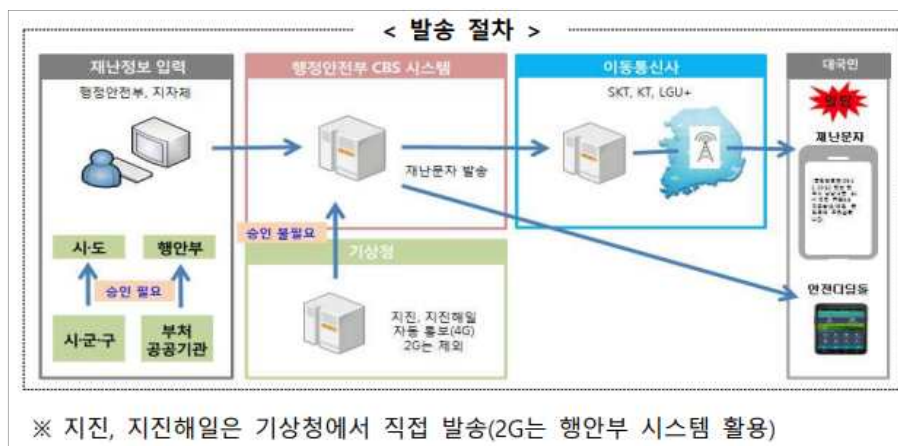 < 발송 절차 >
재난정보 입력
행정안전부, 지자체
시·도
행안부
승인 필요
시·군·구
부처
공공기관
행정안전부 CBS 시스템
재난문자 발송
승인 불필요
기상청
지진, 지진해일
자동 통보(4G)
2G는 제외
이동통신사
SKT, KT, LGU+
대국민
재난문자
안전디딤돌
※ 지진, 지진해일은 기상청에서 직접 발송(2G는 행안부 시스템 활용)